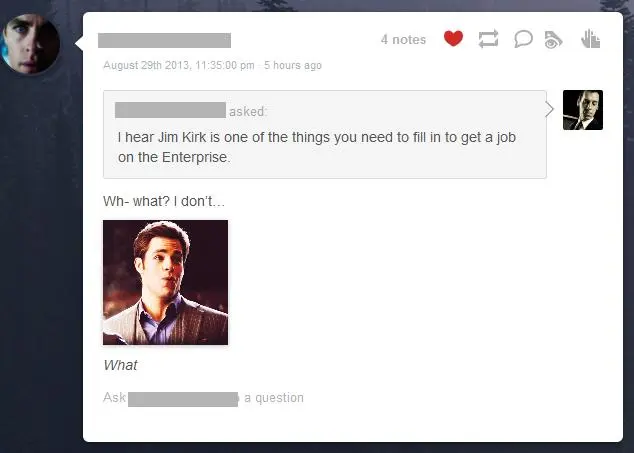 4 notes
August 29th 2013, 11:35:00 pm · 5 hours ago
asked:
I hear Jim Kirk is one of the things you need to fill in to get a job
on the Enterprise.
Wh- what? I don't...
What
Ask a question